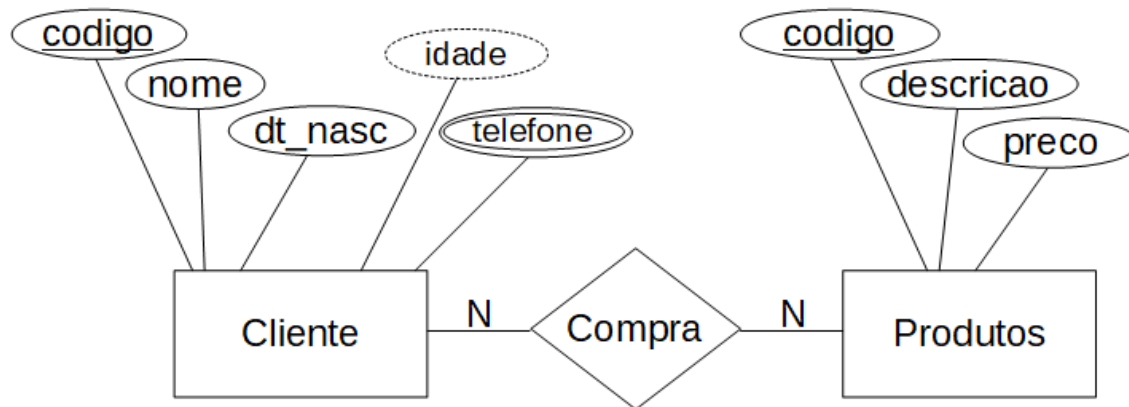 codigo
nome
dt_nasc
idade
telefone
codigo
descricao
preco
Cliente
N
Compra
N
Produtos